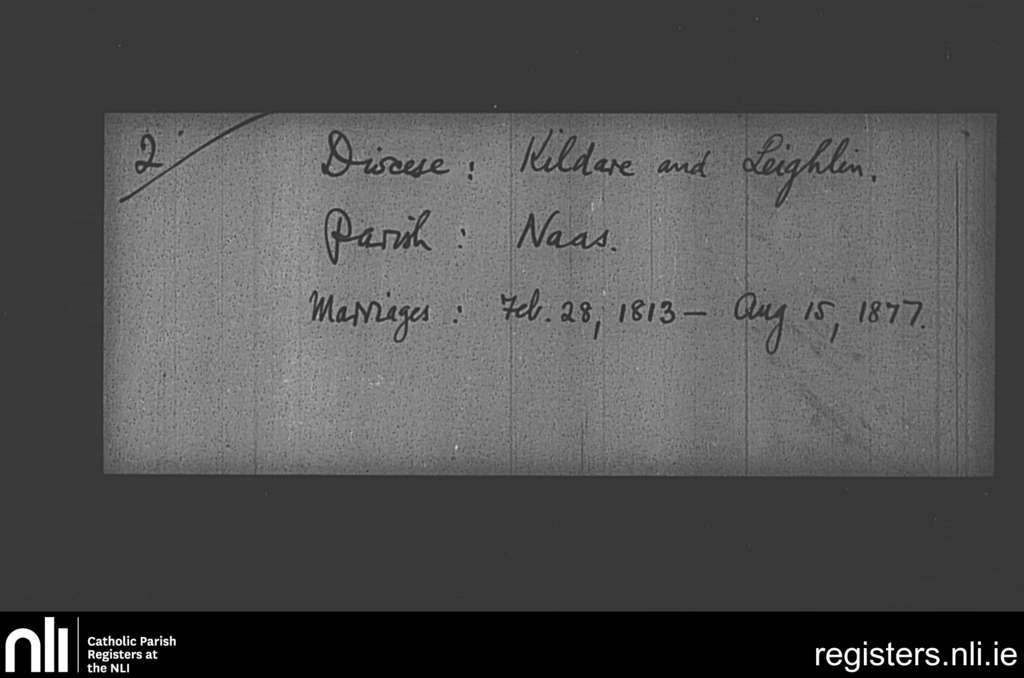 2
Diocese : Kildare and Leighlin.
Parish : Naas.
Marriages : Feb. 28, 1813 — Aug 15, 1877.
nli
Catholic Parish
Registers at
the NLI
registers.nli.ie